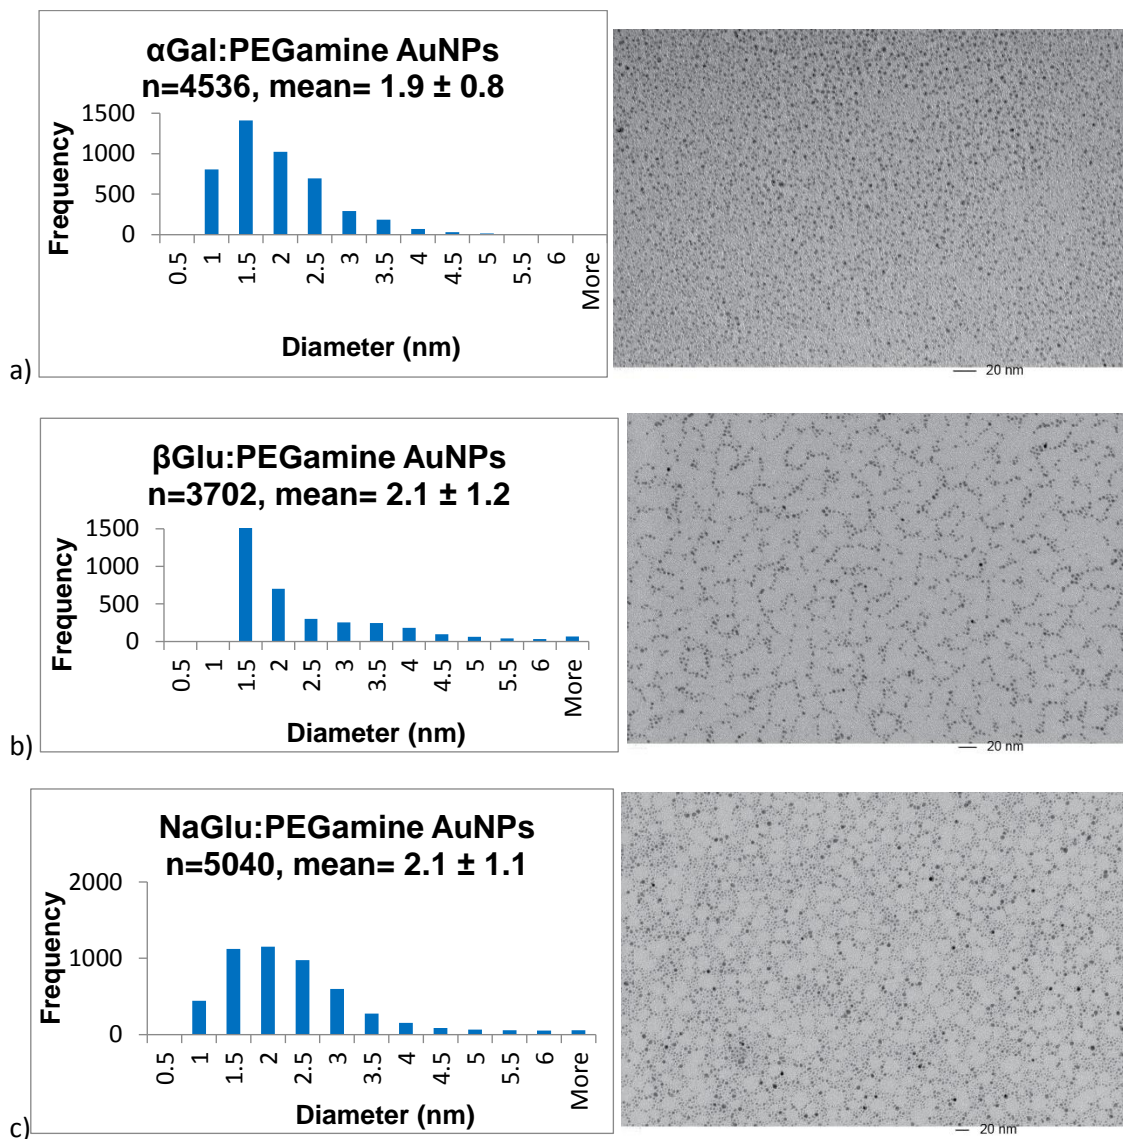 αGal:PEGamine AuNPs
n=4536, mean= 1.9 ± 0.8
1500
1000
500
0
Frequency
0.5 1 1.5 2 2.5 3 3.5 4 4.5 5 5.5 6 More
Diameter (nm)
a)
20 nm
βGlu:PEGamine AuNPs
n=3702, mean= 2.1 ± 1.2
1500
1000
500
0
Frequency
0.5 1 1.5 2 2.5 3 3.5 4 4.5 5 5.5 6 More
Diameter (nm)
b)
20 nm
NaGlu:PEGamine AuNPs
n=5040, mean= 2.1 ± 1.1
2000
1000
0
Frequency
0.5 1 1.5 2 2.5 3 3.5 4 4.5 5 5.5 6 More
Diameter (nm)
c)
20 nm